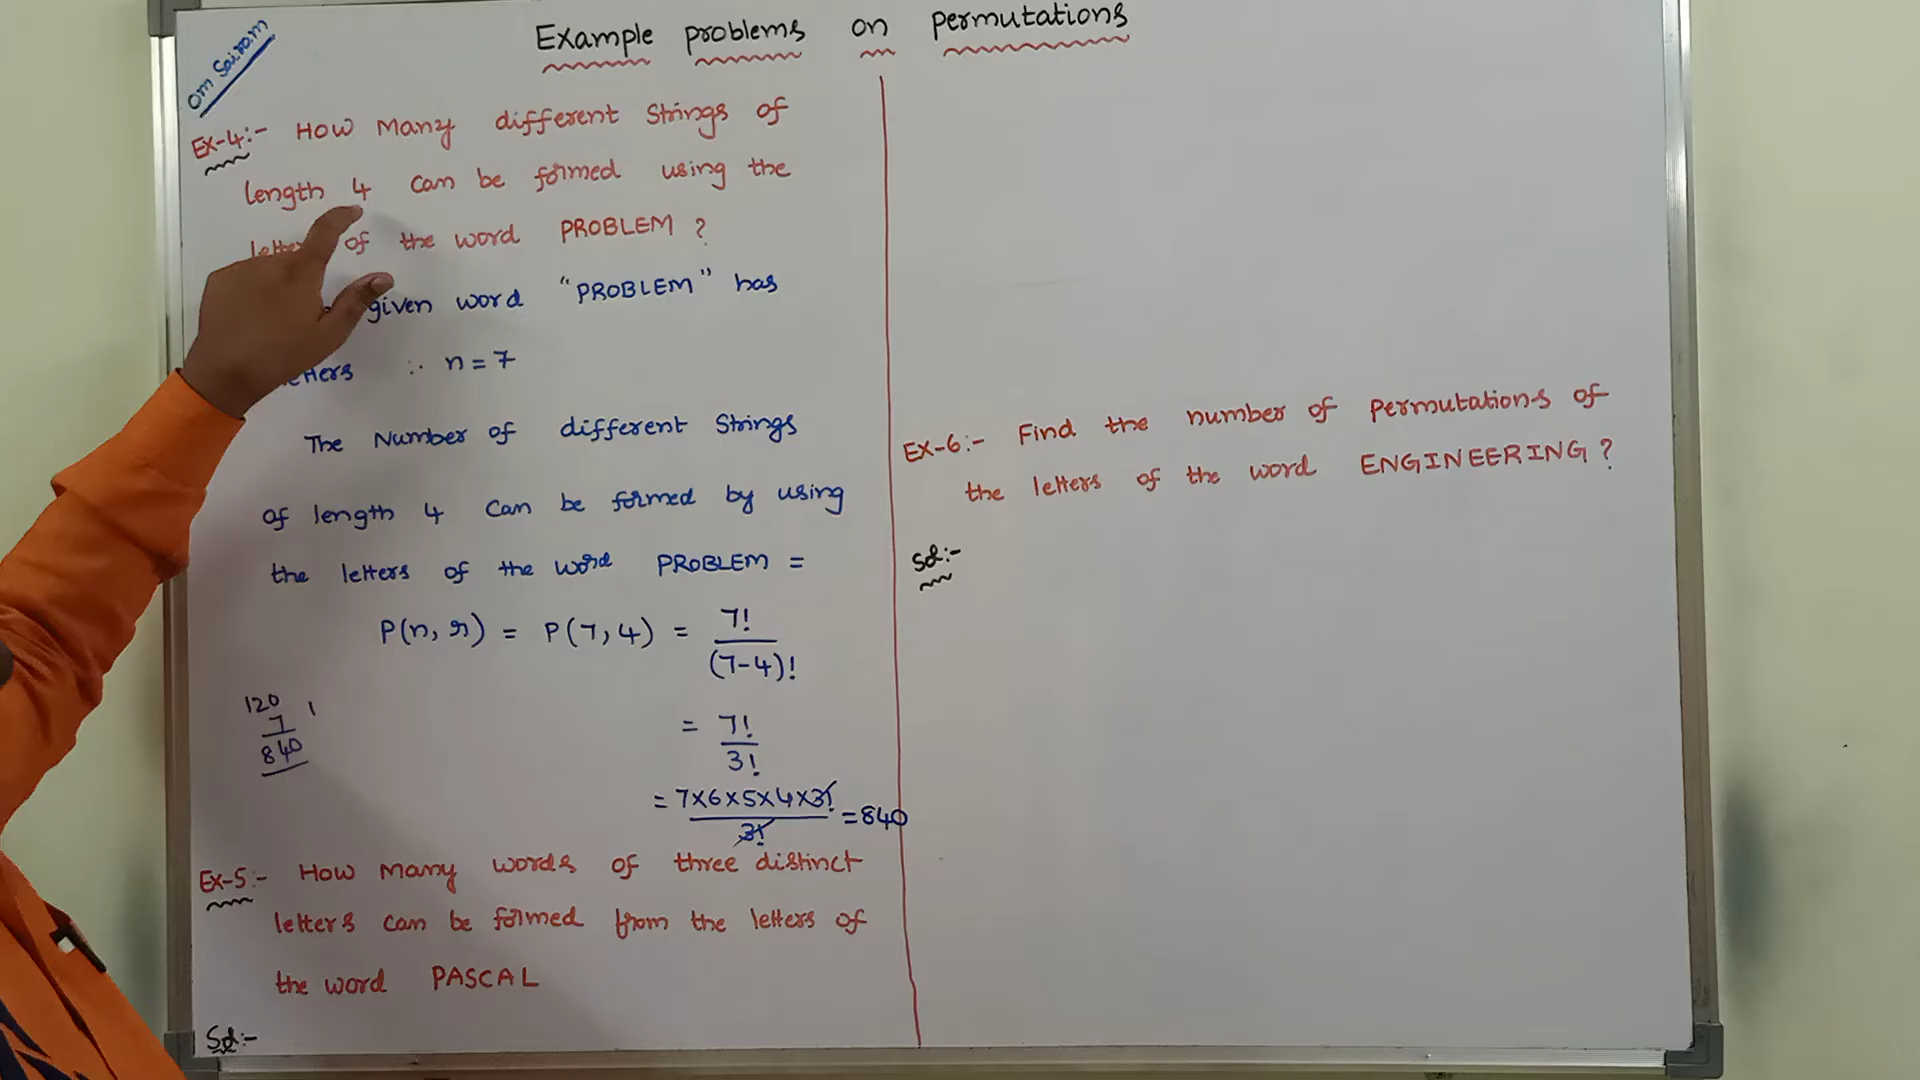 Example problems on permutations
Om Sairam
Ex-4:- How Many different Strings of
length 4 can be formed using the
of the word PROBLEM ?
given word "PROBLEM" has
∴ n = 7
The Number of different Strings
of length 4 can be formed by using
the letters of the word PROBLEM =
P(n, r) = P(7, 4) = 7!
(7-4)!
= 7!
3!
= 7×6×5×4×3!
3!
= 840
120
7
840
Ex-5:- How Many words of three distinct
letters can be formed from the letters of
the word PASCAL
Sol:-
Ex-6:- Find the number of permutations of
the letters of the word ENGINEERING ?
Sol:-